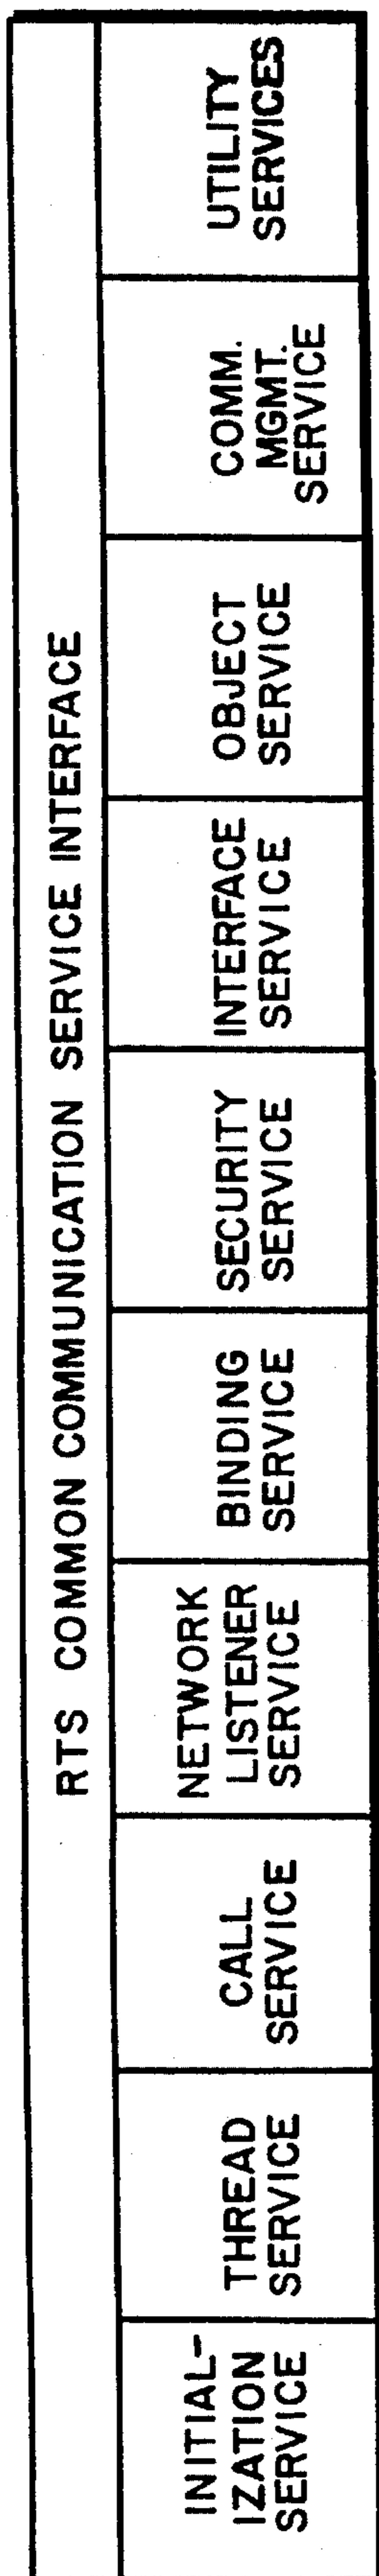 RTS COMMON COMMUNICATION SERVICE INTERFACE
INITIAL-
IZATION
SERVICE
THREAD
SERVICE
CALL
SERVICE
NETWORK
LISTENER
SERVICE
BINDING
SERVICE
SECURITY
SERVICE
INTERFACE
SERVICE
OBJECT
SERVICE
COMM.
MGMT.
SERVICE
UTILITY
SERVICES